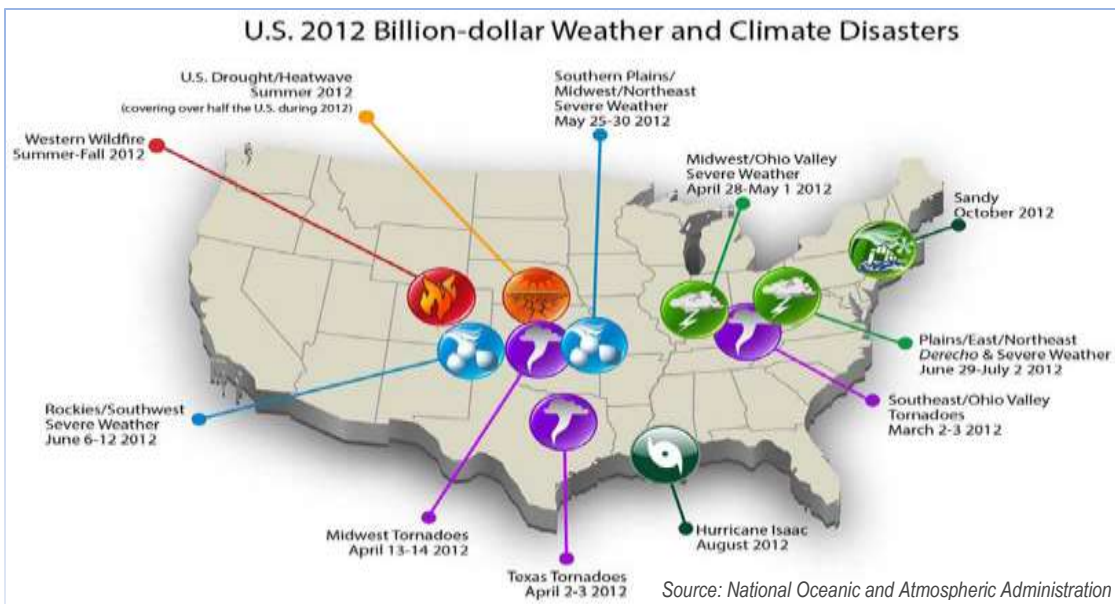 U.S. 2012 Billion-dollar Weather and Climate Disasters
U.S. Drought/Heatwave
Summer 2012
(covering over half the U.S. during 2012)
Southern Plains/
Midwest/Northeast
Severe Weather
May 25-30 2012
Western Wildfire
Summer-Fall 2012
Midwest/Ohio Valley
Severe Weather
April 28-May 1 2012
Sandy
October 2012
Plains/East/Northeast
Derecho & Severe Weather
June 29-July 2 2012
Rockies/Southwest
Severe Weather
June 6-12 2012
Southeast/Ohio Valley
Tornadoes
March 2-3 2012
Midwest Tornadoes
April 13-14 2012
Hurricane Isaac
August 2012
Texas Tornadoes
April 2-3 2012
Source: National Oceanic and Atmospheric Administration